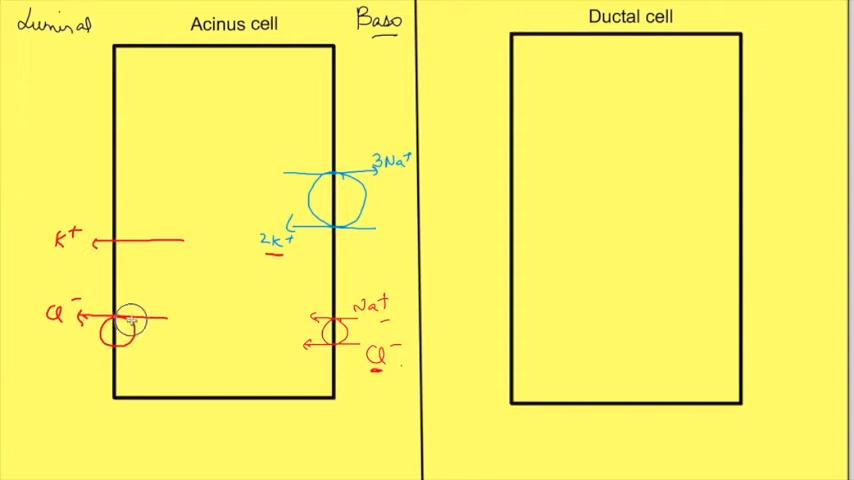 Luminal
Acinus cell
Baso
Ductal cell
3Na+
2K+
K+
Cl-
Na+
Cl-